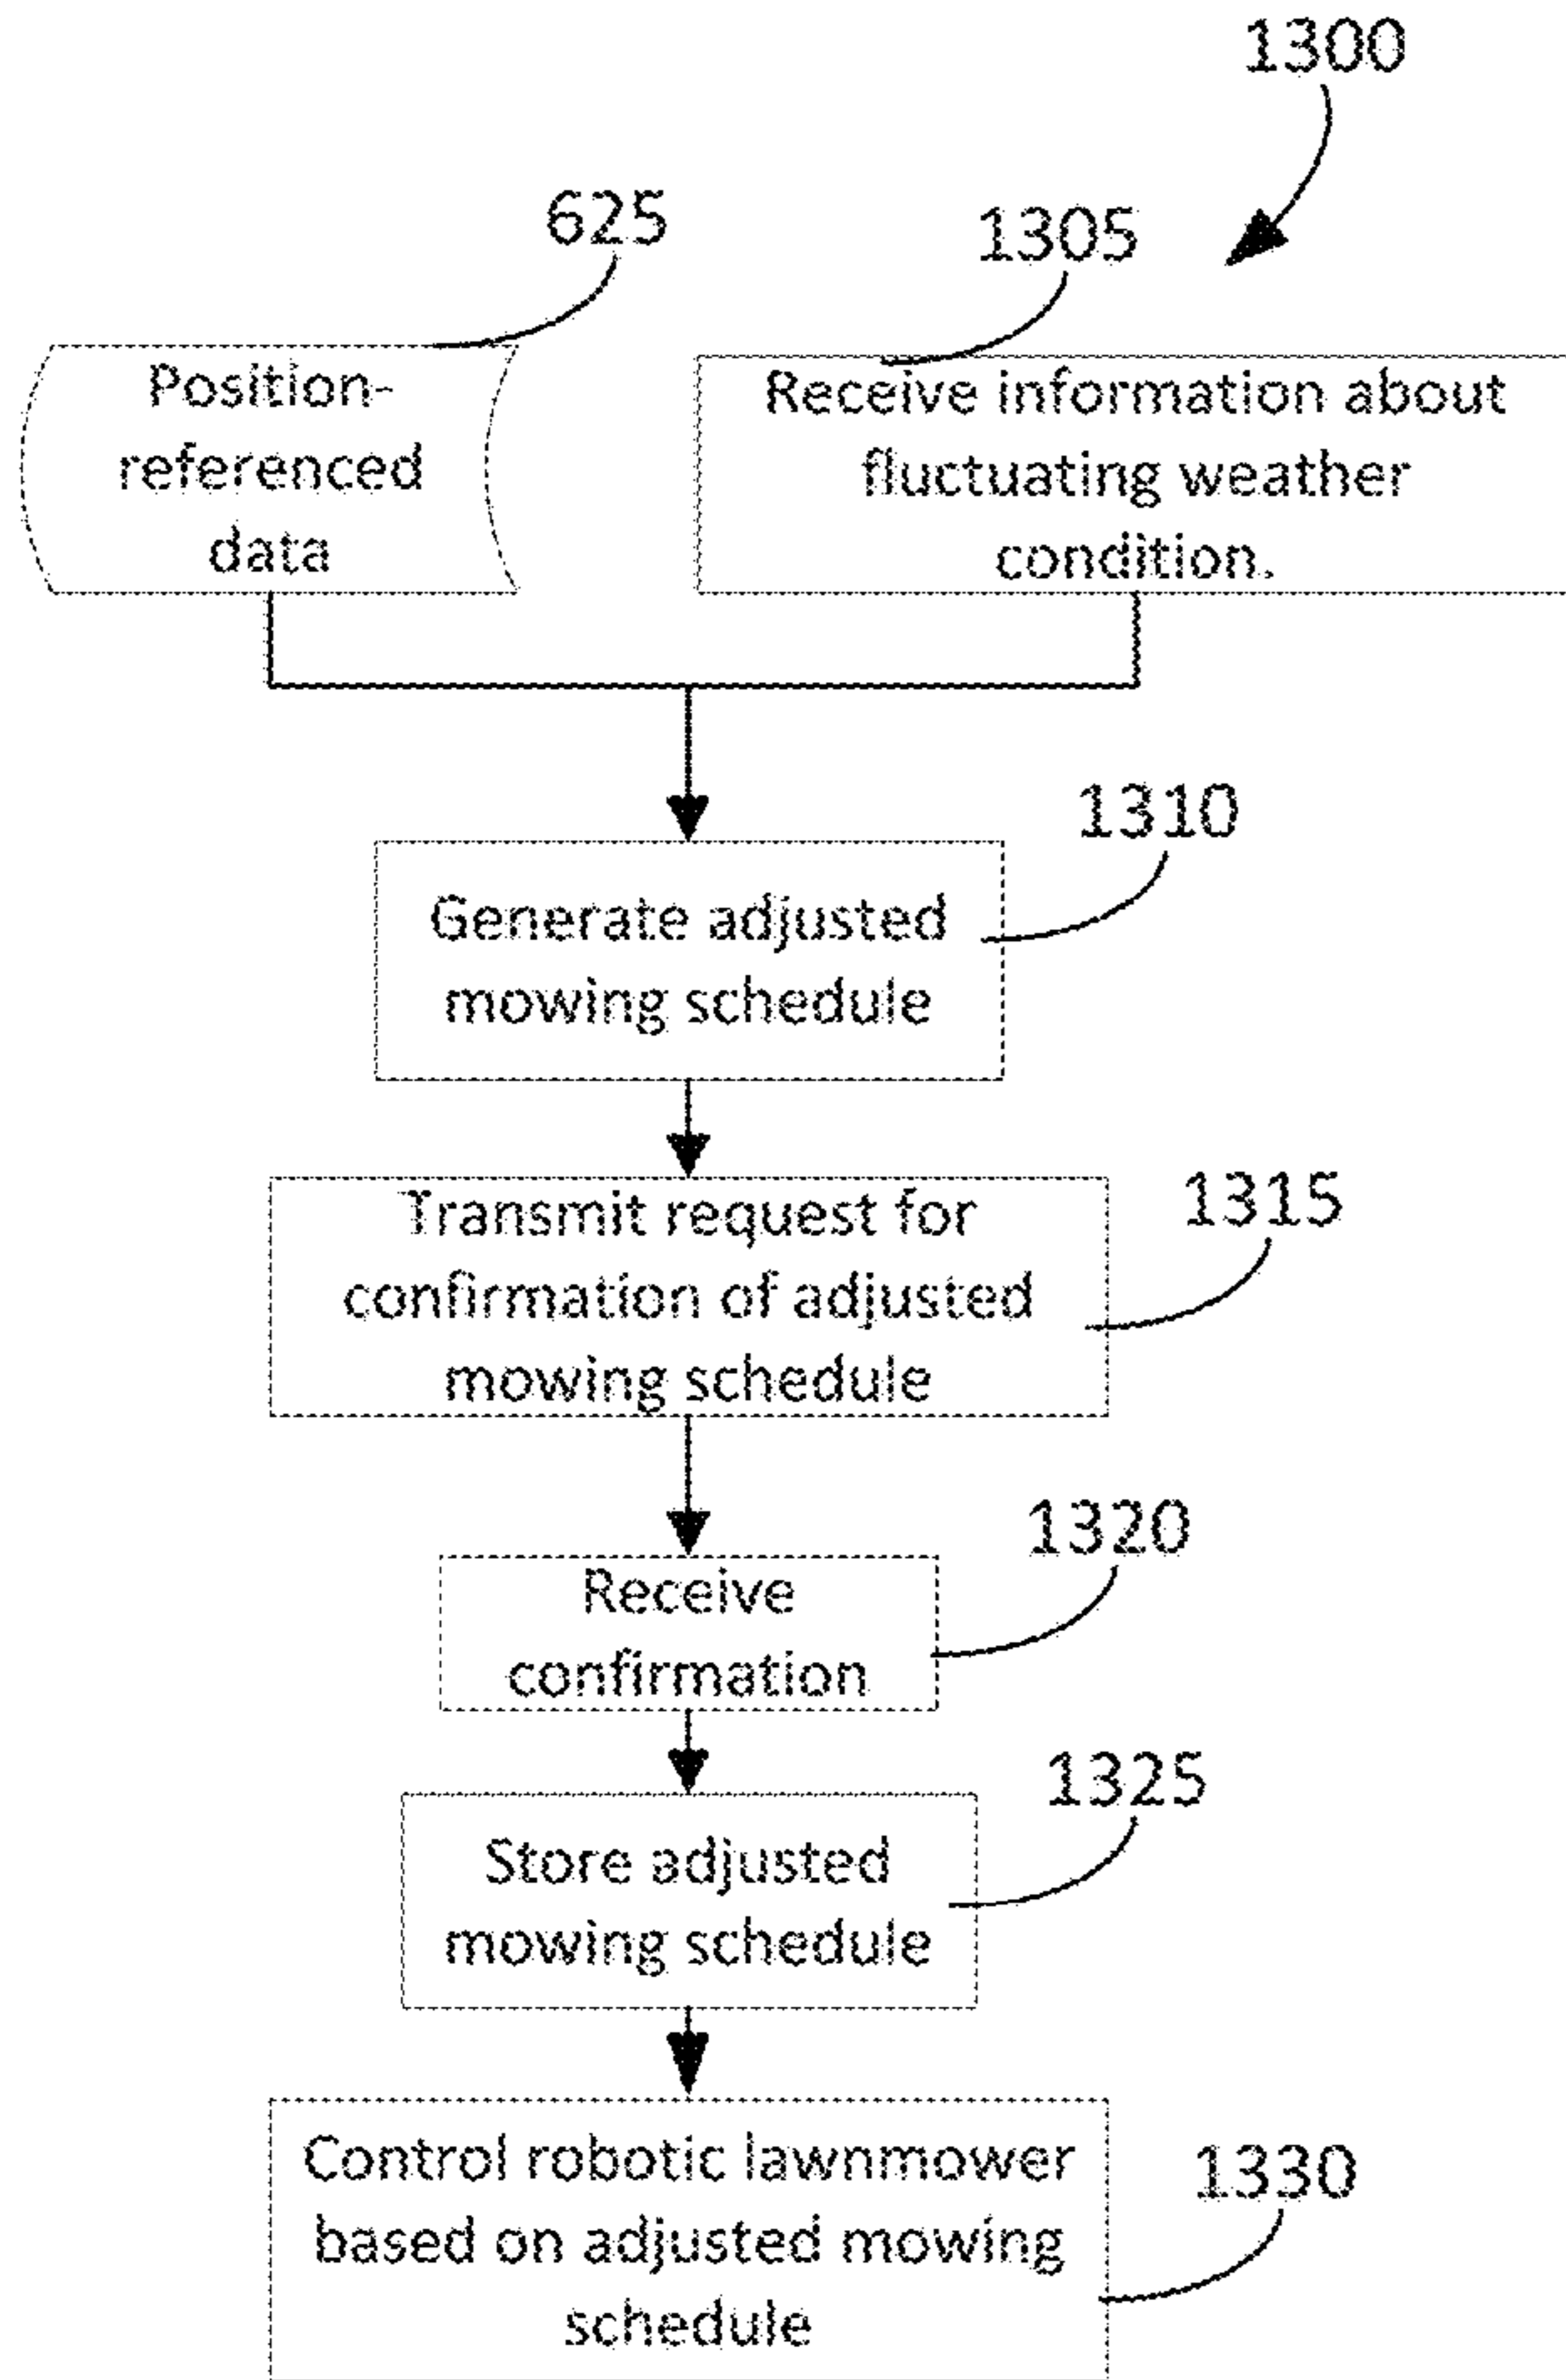 1300
625
1305
Position-
referenced
data
Receive information about
fluctuating weather
condition.
1310
Generate adjusted
mowing schedule
1315
Transmit request for
confirmation of adjusted
mowing schedule
1320
Receive
confirmation
1325
Store adjusted
mowing schedule
1330
Control robotic lawnmower
based on adjusted mowing
schedule